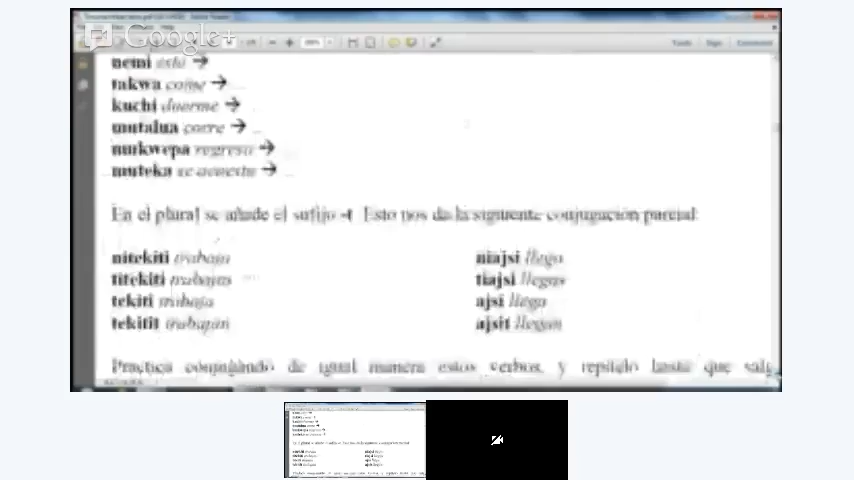 Google+
nemi está →
takwa come →
kuchi duerme →
mutalua corre →
mukwepa regresa →
muteka se acuesta →
En el plural se añade el sufijo -t Esto nos da la siguiente conjugación parcial:
nitekiti trabajo niajsi llego
titekiti trabajas tiajsi llegas
tekiti trabaja ajsi llega
tekitit trabajan ajsit llegan
Practica conjugando de igual manera estos verbos, y repítelo hasta que